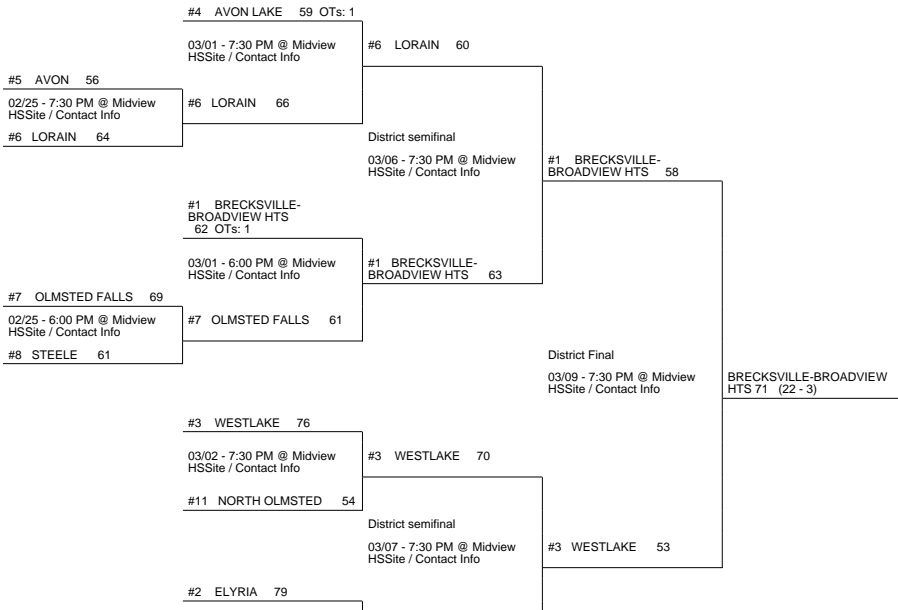 #4 AVON LAKE 59 OTs: 1
03/01 - 7:30 PM @ Midview
HSSite / Contact Info
#6 LORAIN 60
#5 AVON 56
02/25 - 7:30 PM @ Midview
HSSite / Contact Info
#6 LORAIN 66
#6 LORAIN 64
District semifinal
03/06 - 7:30 PM @ Midview
HSSite / Contact Info
#1 BRECKSVILLE-
BROADVIEW HTS 58
#1 BRECKSVILLE-
BROADVIEW HTS
62 OTs: 1
03/01 - 6:00 PM @ Midview
HSSite / Contact Info
#1 BRECKSVILLE-
BROADVIEW HTS 63
#7 OLMSTED FALLS 69
02/25 - 6:00 PM @ Midview
HSSite / Contact Info
#7 OLMSTED FALLS 61
#8 STEELE 61
District Final
03/09 - 7:30 PM @ Midview
HSSite / Contact Info
BRECKSVILLE-BROADVIEW
HTS 71 (22 - 3)
#3 WESTLAKE 76
03/02 - 7:30 PM @ Midview
HSSite / Contact Info
#3 WESTLAKE 70
#11 NORTH OLMSTED 54
District semifinal
03/07 - 7:30 PM @ Midview
HSSite / Contact Info
#3 WESTLAKE 53
#2 ELYRIA 79